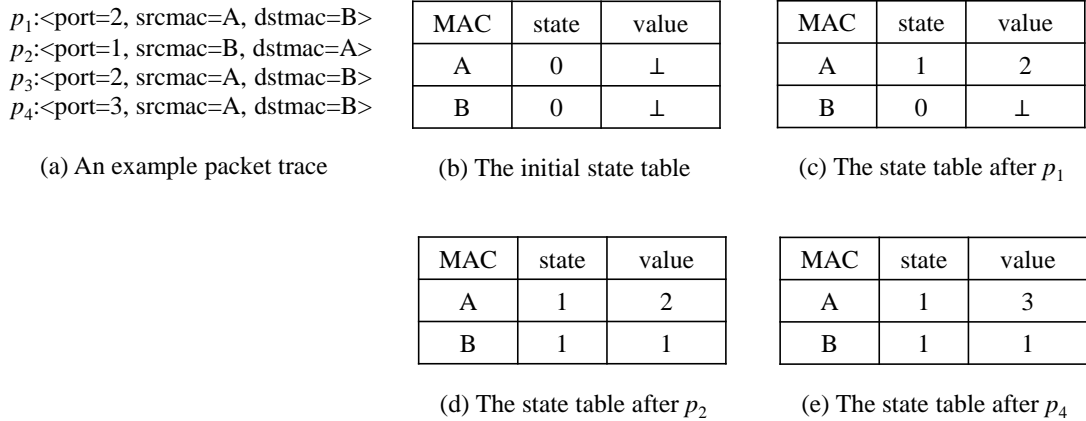 p1:<port=2, srcmac=A, dstmac=B>
p2:<port=1, srcmac=B, dstmac=A>
p3:<port=2, srcmac=A, dstmac=B>
p4:<port=3, srcmac=A, dstmac=B>
(a) An example packet trace
MAC state value
A 0 ⊥
B 0 ⊥
(b) The initial state table
MAC state value
A 1 2
B 0 ⊥
(c) The state table after p1
MAC state value
A 1 2
B 1 1
(d) The state table after p2
MAC state value
A 1 3
B 1 1
(e) The state table after p4